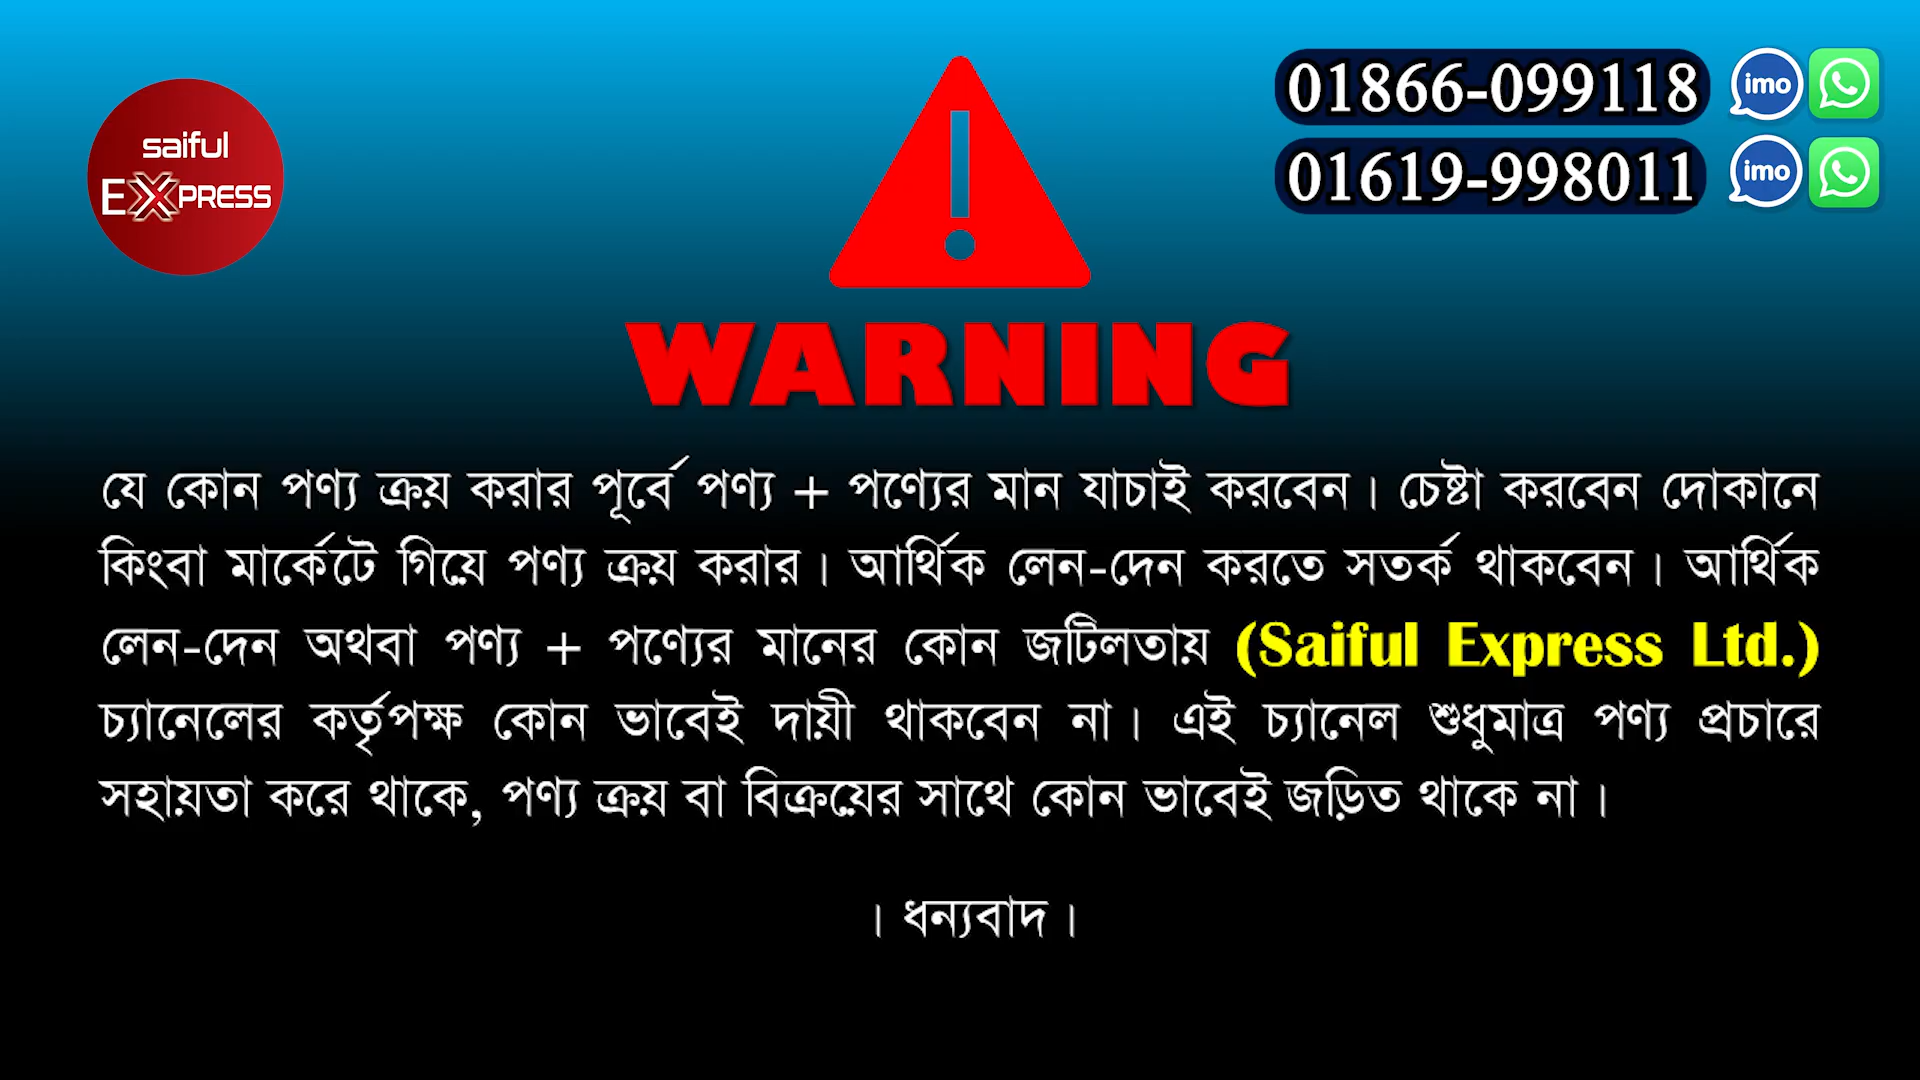 saiful
EXPRESS
01866-099118 imo
01619-998011 imo
WARNING
যে কোন পণ্য ক্রয় করার পূর্বে পণ্য + পণ্যের মান যাচাই করবেন। চেষ্টা করবেন দোকানে
কিংবা মার্কেটে গিয়ে পণ্য ক্রয় করার। আর্থিক লেন-দেন করতে সতর্ক থাকবেন। আর্থিক
লেন-দেন অথবা পণ্য + পণ্যের মানের কোন জটিলতায় (Saiful Express Ltd.)
চ্যানেলের কর্তৃপক্ষ কোন ভাবেই দায়ী থাকবেন না। এই চ্যানেল শুধুমাত্র পণ্য প্রচারে
সহায়তা করে থাকে, পণ্য ক্রয় বা বিক্রয়ের সাথে কোন ভাবেই জড়িত থাকে না।
। ধন্যবাদ।